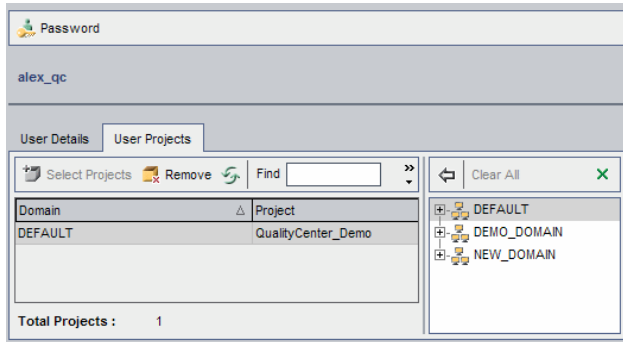 Password
alex_qc
User Details User Projects
Select Projects Remove Find » Clear All
Domain Project
DEFAULT QualityCenter_Demo
Total Projects : 1
DEFAULT
DEMO_DOMAIN
NEW_DOMAIN